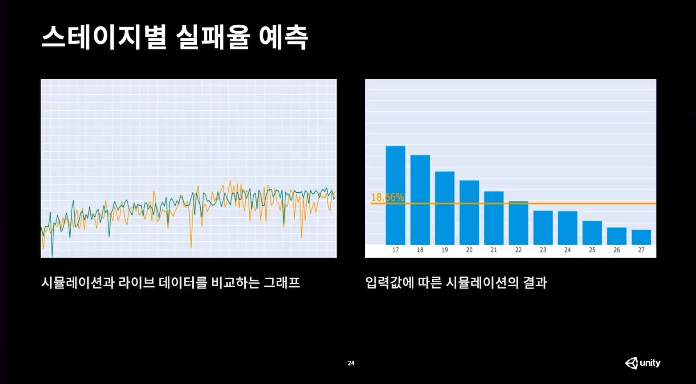 스테이지별 실패율 예측
18.66%
17 18 19 20 21 22 23 24 25 26 27
시뮬레이션과 라이브 데이터를 비교하는 그래프
입력값에 따른 시뮬레이션의 결과
24
unity